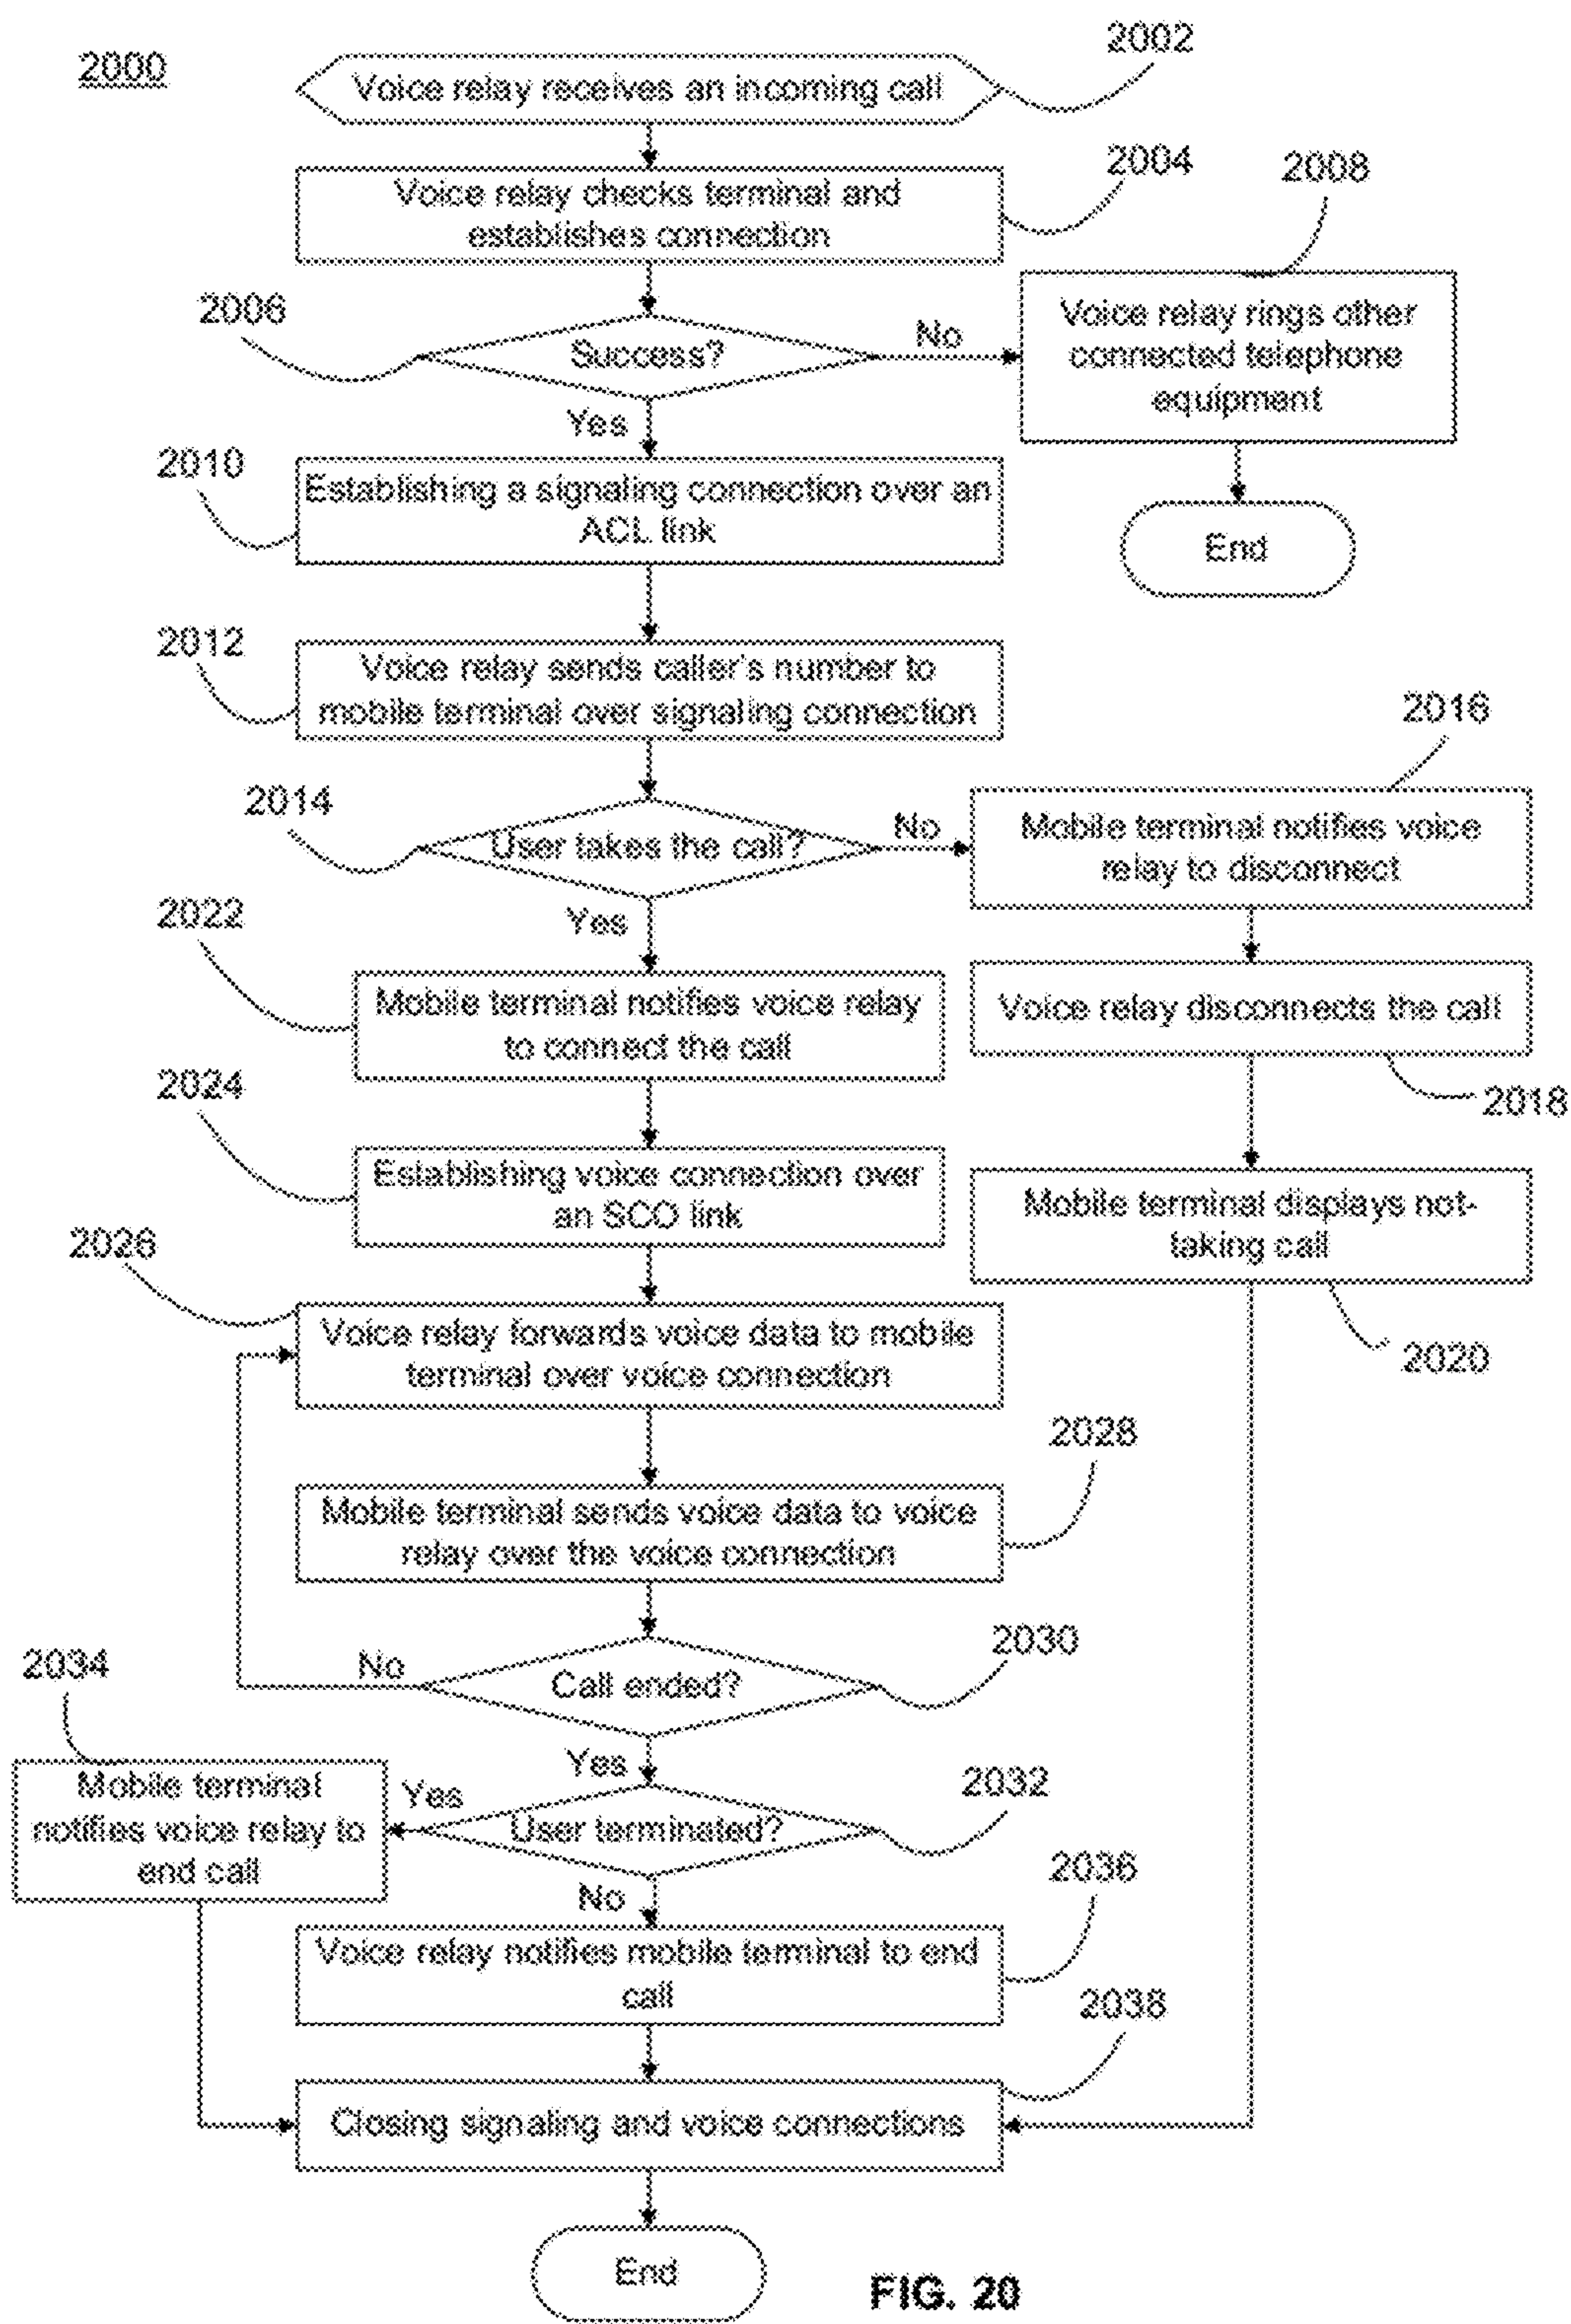 2000
2002
Voice relay receives an incoming call
2004
2008
Voice relay checks terminal and
establishes connection
2006
Success?
No
Voice relay rings other
connected telephone
equipment
Yes
2010
Establishing a signaling connection over an
ACL link
End
2012
Voice relay sends caller's number to
mobile terminal over signaling connection
2016
2014
User takes the call?
No
Mobile terminal notifies voice
relay to disconnect
Yes
2022
Mobile terminal notifies voice relay
to connect the call
Voice relay disconnects the call
2018
2024
Establishing voice connection over
an SCO link
Mobile terminal displays not-
taking call
2020
2026
Voice relay forwards voice data to mobile
terminal over voice connection
2028
Mobile terminal sends voice data to voice
relay over the voice connection
2030
2034
No
Call ended?
Yes
2032
Mobile terminal
notifies voice relay to
end call
Yes
User terminated?
No
2036
Voice relay notifies mobile terminal to end
call
2038
Closing signaling and voice connections
End
FIG. 20